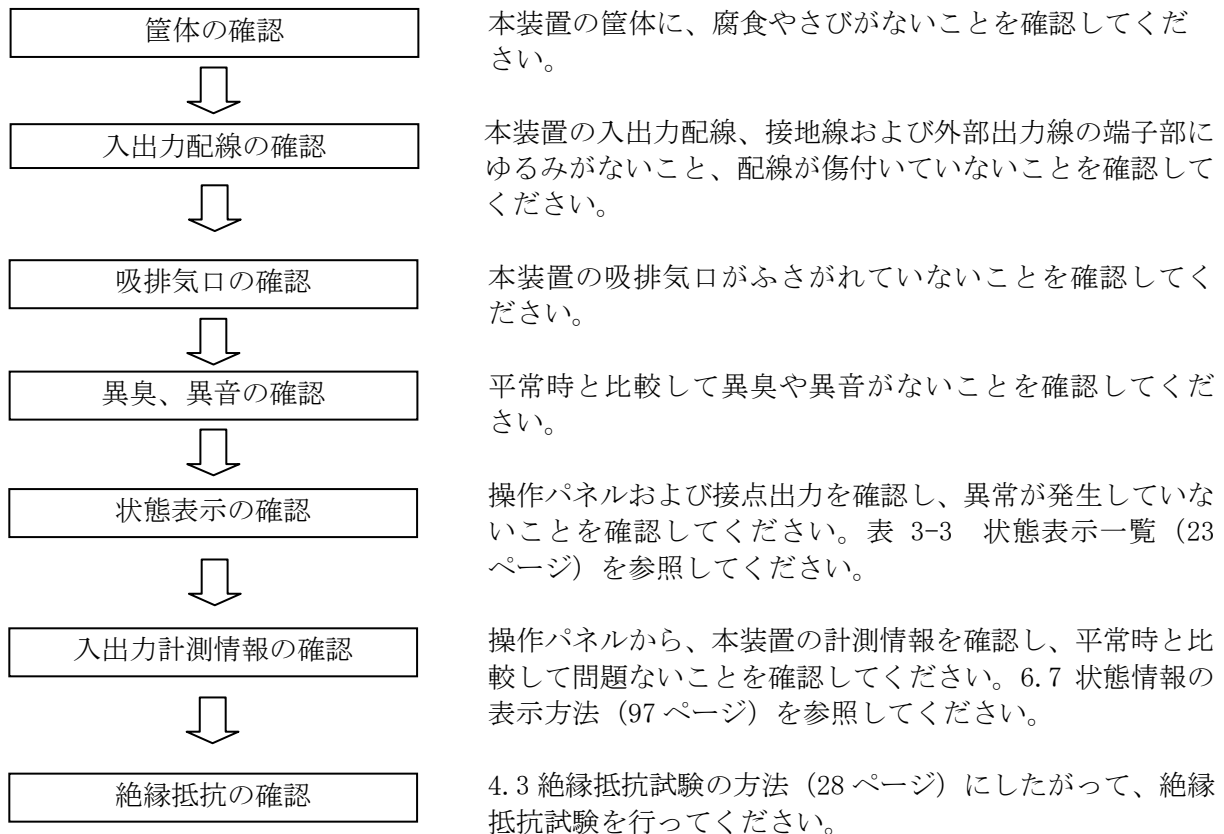 筐体の確認
本装置の筐体に、腐食やさびがないことを確認してくだ
さい。
入出力配線の確認
本装置の入出力配線、接地線および外部出力線の端子部に
ゆるみがないこと、配線が傷付いていないことを確認して
ください。
吸排気口の確認
本装置の吸排気口がふさがれていないことを確認してく
ださい。
異臭、異音の確認
平常時と比較して異臭や異音がないことを確認してくだ
さい。
状態表示の確認
操作パネルおよび接点出力を確認し、異常が発生していな
いことを確認してください。表 3-3　状態表示一覧（23
ページ）を参照してください。
入出力計測情報の確認
操作パネルから、本装置の計測情報を確認し、平常時と比
較して問題ないことを確認してください。6.7 状態情報の
表示方法（97 ページ）を参照してください。
絶縁抵抗の確認
4.3 絶縁抵抗試験の方法（28 ページ）にしたがって、絶縁
抵抗試験を行ってください。